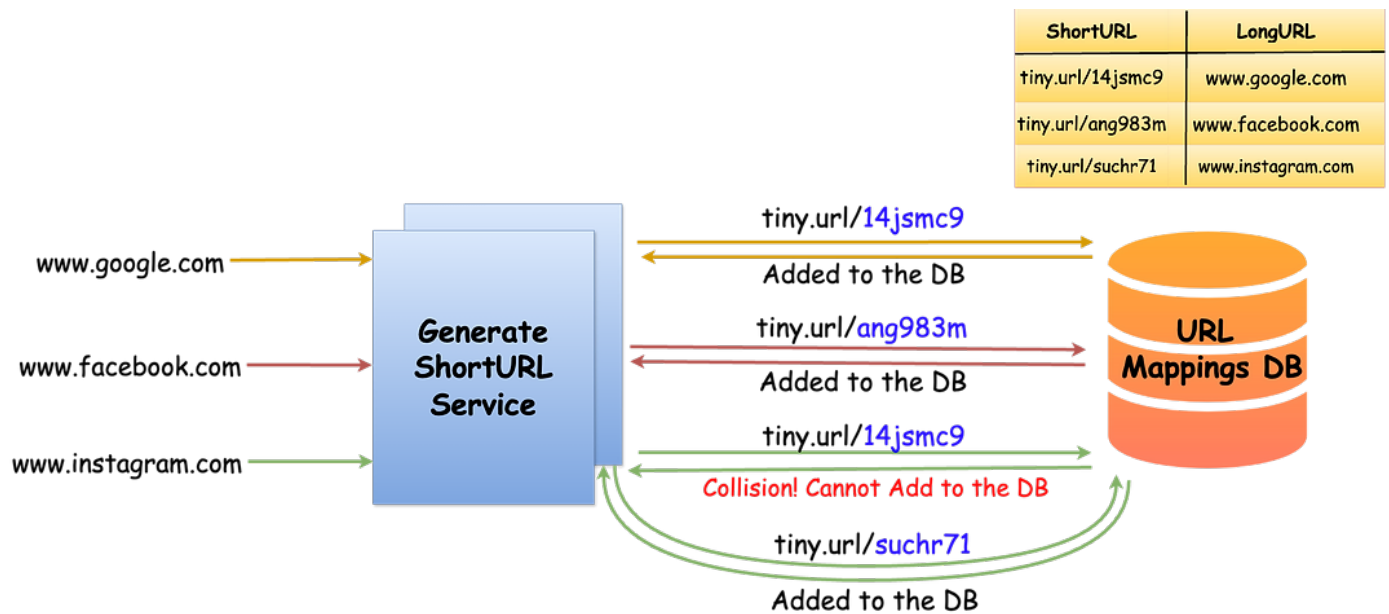 ShortURL LongURL
tiny.url/14jsmc9 www.google.com
tiny.url/ang983m www.facebook.com
tiny.url/suchr71 www.instagram.com
www.google.com
www.facebook.com
www.instagram.com
Generate
ShortURL
Service
tiny.url/14jsmc9
Added to the DB
tiny.url/ang983m
Added to the DB
tiny.url/14jsmc9
Collision! Cannot Add to the DB
tiny.url/suchr71
Added to the DB
URL
Mappings DB